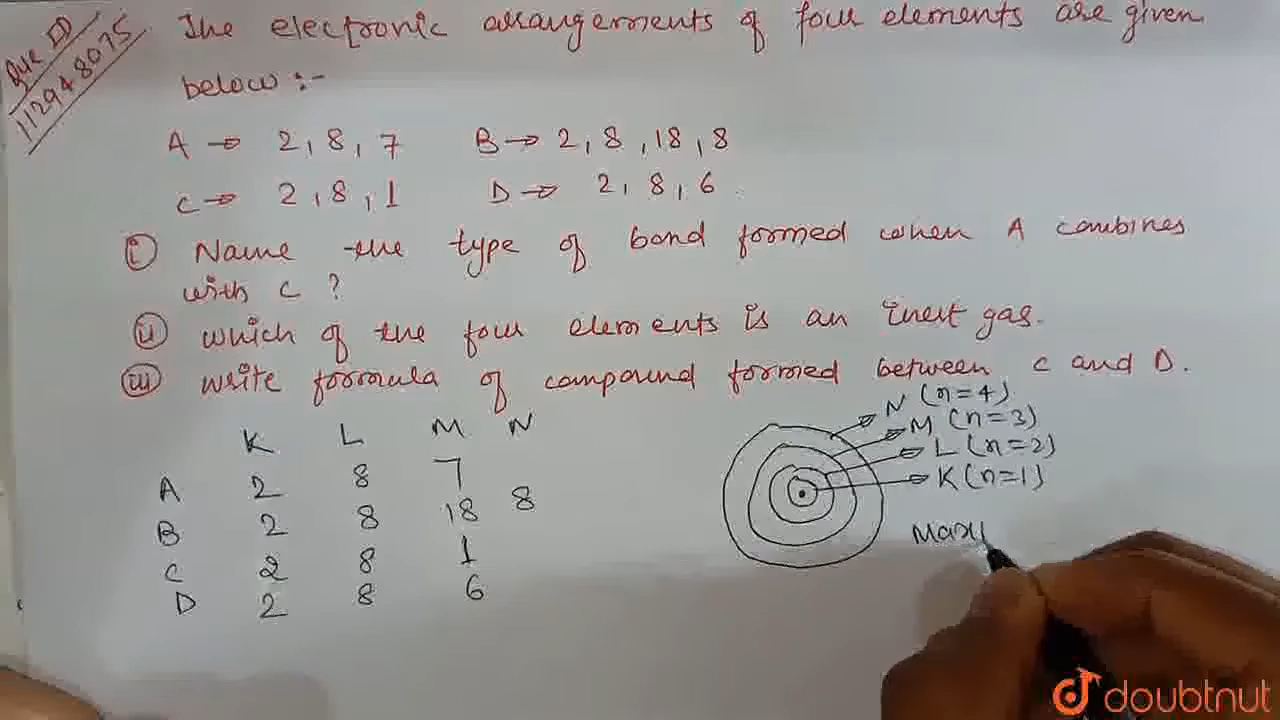 Que ID
112948075
The electronic arrangements of four elements are given
below :-
A → 2, 8, 7 B → 2, 8, 18, 8
C → 2, 8, 1 D → 2, 8, 6
(i) Name the type of bond formed when A combines
with C ?
(ii) which of the four elements is an inert gas.
(iii) write formula of compound formed between C and D.
K L M N
A 2 8 7
B 2 8 18 8
C 2 8 1
D 2 8 6
N (n=4)
M (n=3)
L (n=2)
K (n=1)
doubtnut